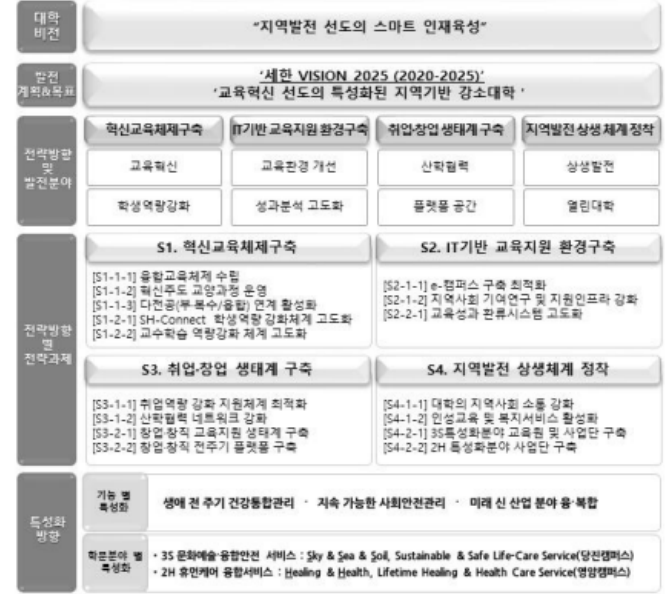 대학
비전
“지역발전 선도의 스마트 인재육성”
발전
계획&목표
‘세한 VISION 2025 (2020-2025)’
‘교육혁신 선도의 특성화된 지역기반 강소대학 ’
전략방향
및
발전분야
혁신교육체제구축
IT기반 교육지원 환경구축
취업·창업 생태계 구축
지역발전 상생 체계 정착
교육혁신
교육환경 개선
산학협력
상생발전
학생역량강화
성과분석 고도화
플랫폼 공간
열린대학
전략방향
별
전략과제
S1. 혁신교육체제구축
[S1-1-1] 융합교육체제 수립
[S1-1-2] 혁신주도 교양과정 운영
[S1-1-3] 다전공(부·복수/융합) 연계 활성화
[S1-2-1] SH-Connect 학생역량 강화체계 고도화
[S1-2-2] 교수학습 역량강화 체계 고도화
S2. IT기반 교육지원 환경구축
[S2-1-1] e-캠퍼스 구축 최적화
[S2-1-2] 지역사회 기여연구 및 지원인프라 강화
[S2-2-1] 교육성과 환류시스템 고도화
S3. 취업·창업 생태계 구축
[S3-1-1] 취업역량 강화 지원체계 최적화
[S3-1-2] 산학협력 네트워크 강화
[S3-2-1] 창업·창직 교육지원 생태계 구축
[S3-2-2] 창업·창직 전주기 플랫폼 구축
S4. 지역발전 상생체계 정착
[S4-1-1] 대학의 지역사회 소통 강화
[S4-1-2] 인성교육 및 복지서비스 활성화
[S4-2-1] 3S특성화분야 교육원 및 사업단 구축
[S4-2-2] 2H 특성화분야 사업단 구축
특성화
방향
기능 별
특성화
생애 전 주기 건강통합관리 · 지속 가능한 사회안전관리 · 미래 신 산업 분야 융·복합
학문분야 별
특성화
• 3S 문화예술·융합안전 서비스 : Sky & Sea & Soil, Sustainable & Safe Life-Care Service(당진캠퍼스)
• 2H 휴먼케어 융합서비스 : Healing & Health, Lifetime Healing & Health Care Service(영암캠퍼스)